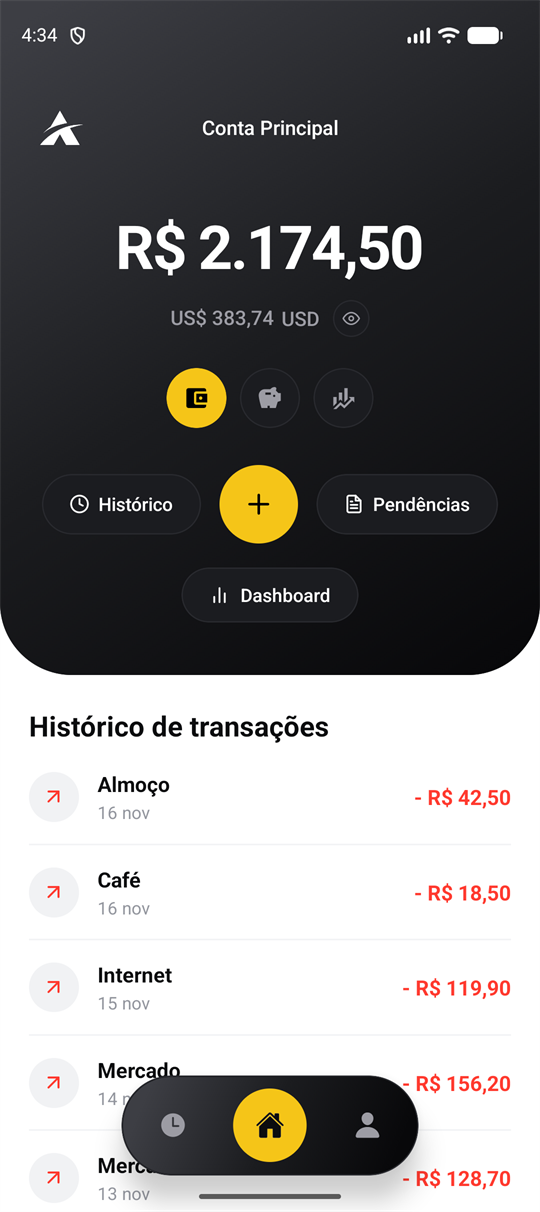 4:34
Conta Principal
R$ 2.174,50
US$ 383,74 USD
Histórico
Pendências
Dashboard
Histórico de transações
Almoço
16 nov
- R$ 42,50
Café
16 nov
- R$ 18,50
Internet
15 nov
- R$ 119,90
Mercado
14
- R$ 156,20
13 nov
- R$ 128,70